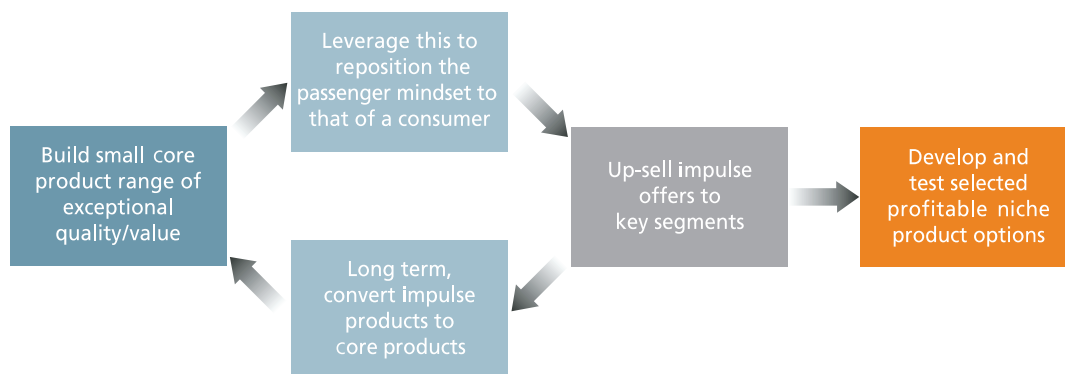 Build small core
product range of
exceptional
quality/value
Leverage this to
reposition the
passenger mindset to
that of a consumer
Up-sell impulse
offers to
key segments
Long term,
convert impulse
products to
core products
Develop and
test selected
profitable niche
product options